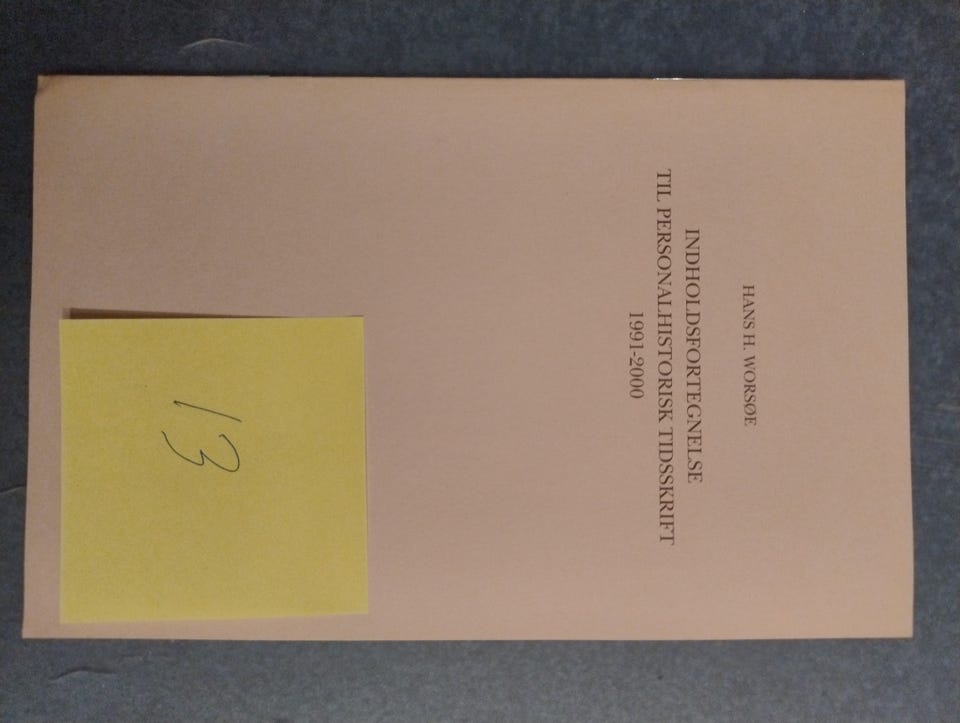 HANS H. WORSØE
INDHOLDSFORTEGNELSE
TIL PERSONALHISTORISK TIDSSKRIFT
1991-2000
13